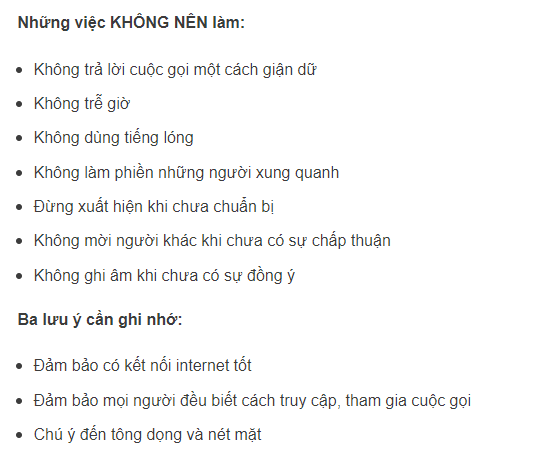 Những việc KHÔNG NÊN làm:
Không trả lời cuộc gọi một cách giận dữ
Không trễ giờ
Không dùng tiếng lóng
Không làm phiền những người xung quanh
Đừng xuất hiện khi chưa chuẩn bị
Không mời người khác khi chưa có sự chấp thuận
Không ghi âm khi chưa có sự đồng ý
Ba lưu ý cần ghi nhớ:
Đảm bảo có kết nối internet tốt
Đảm bảo mọi người đều biết cách truy cập, tham gia cuộc gọi
Chú ý đến tông dọng và nét mặt